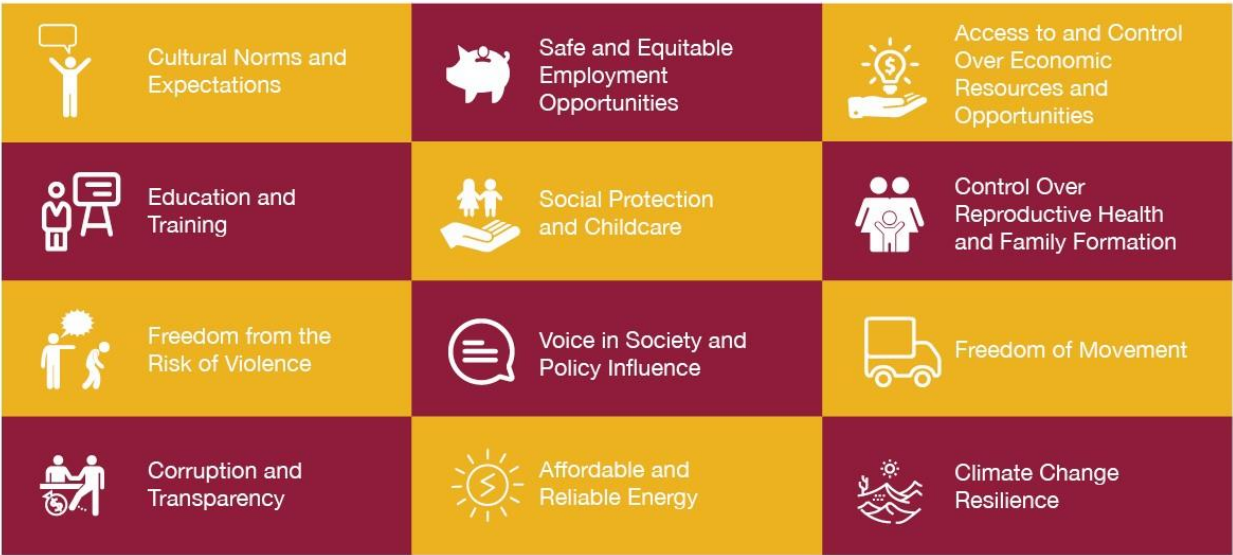 Cultural Norms and
Expectations
Safe and Equitable
Employment
Opportunities
Access to and Control
Over Economic
Resources and
Opportunities
Education and
Training
Social Protection
and Childcare
Control Over
Reproductive Health
and Family Formation
Freedom from the
Risk of Violence
Voice in Society and
Policy Influence
Freedom of Movement
Corruption and
Transparency
Affordable and
Reliable Energy
Climate Change
Resilience